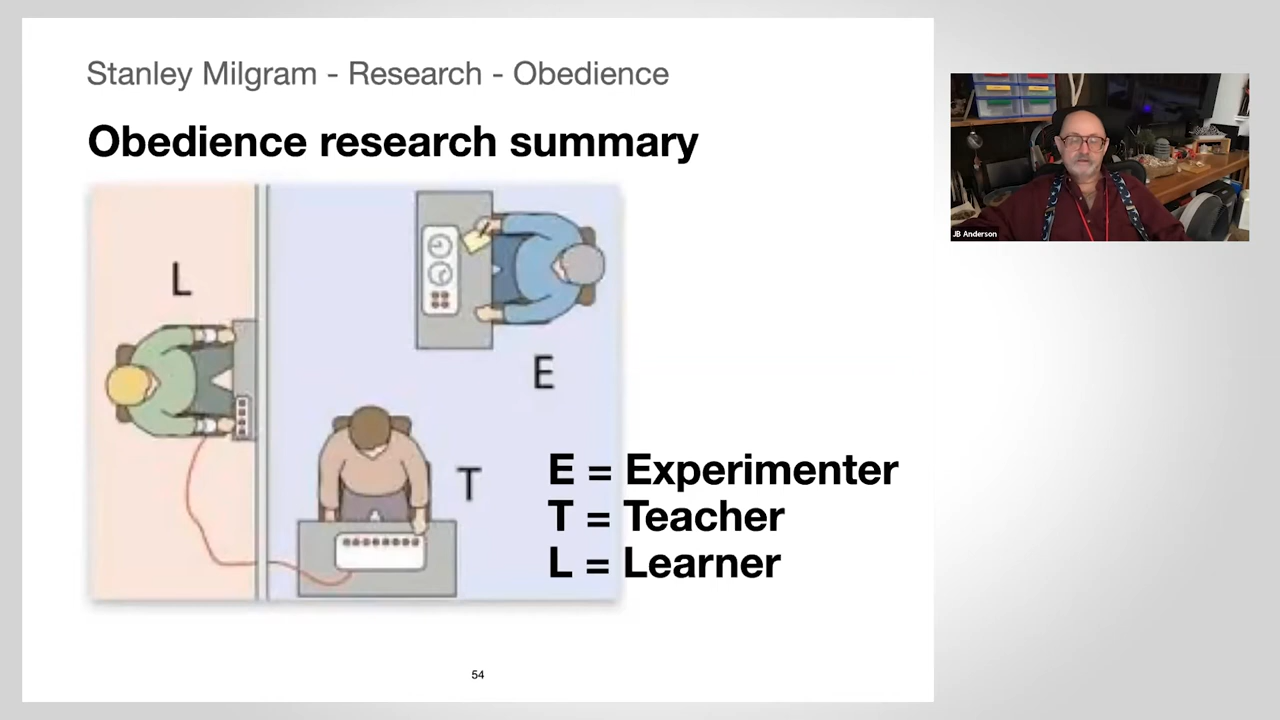 Stanley Milgram - Research - Obedience
Obedience research summary
L
E
T
E = Experimenter
T = Teacher
L = Learner
54
JB Anderson